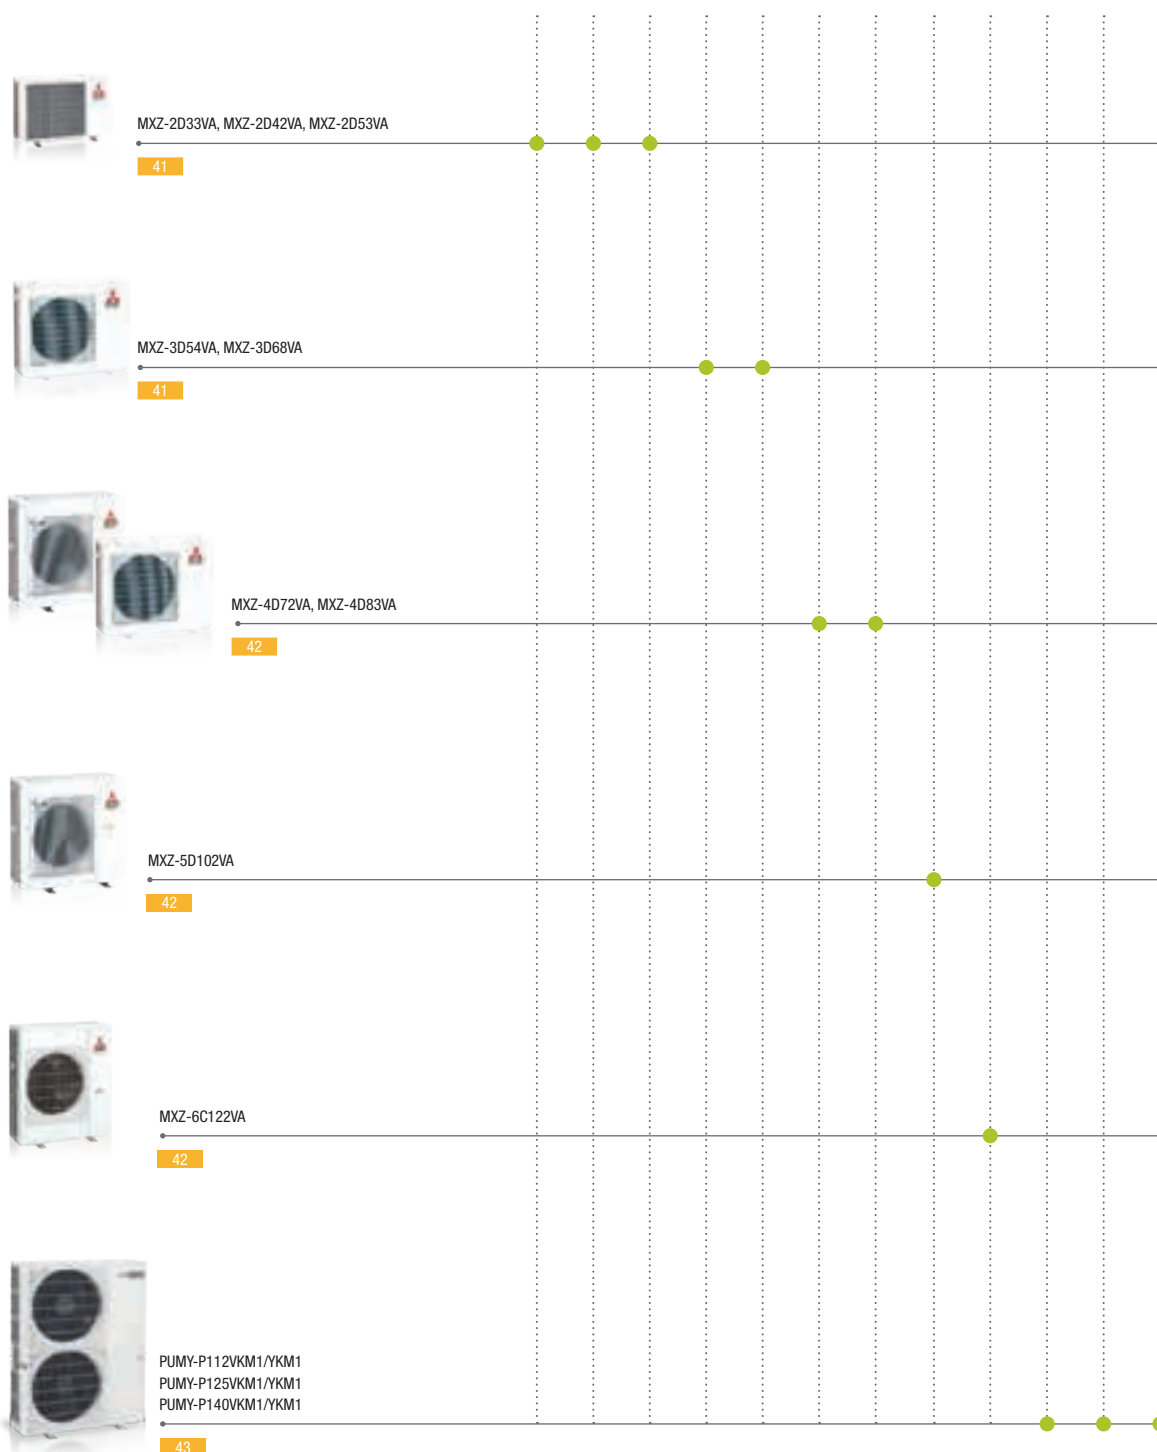 MXZ-2D33VA, MXZ-2D42VA, MXZ-2D53VA
41
MXZ-3D54VA, MXZ-3D68VA
41
MXZ-4D72VA, MXZ-4D83VA
42
MXZ-5D102VA
42
MXZ-6C122VA
42
PUMY-P112VKM1/YKM1
PUMY-P125VKM1/YKM1
PUMY-P140VKM1/YKM1
43